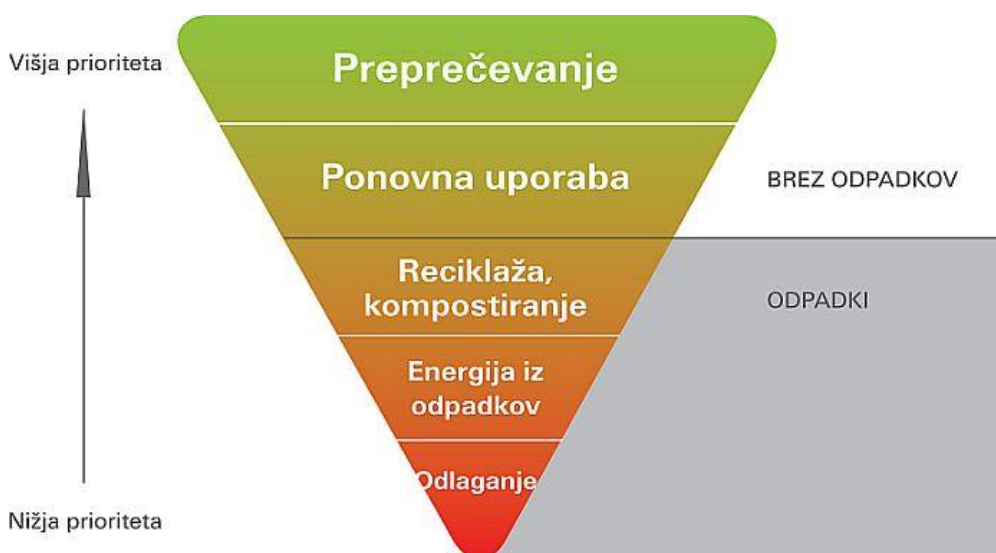 Višja prioriteta
Preprečevanje
Ponovna uporaba
BREZ ODPADKOV
Reciklaža,
kompostiranje
ODPADKI
Energija iz
odpadkov
Odlaganje
Nižja prioriteta